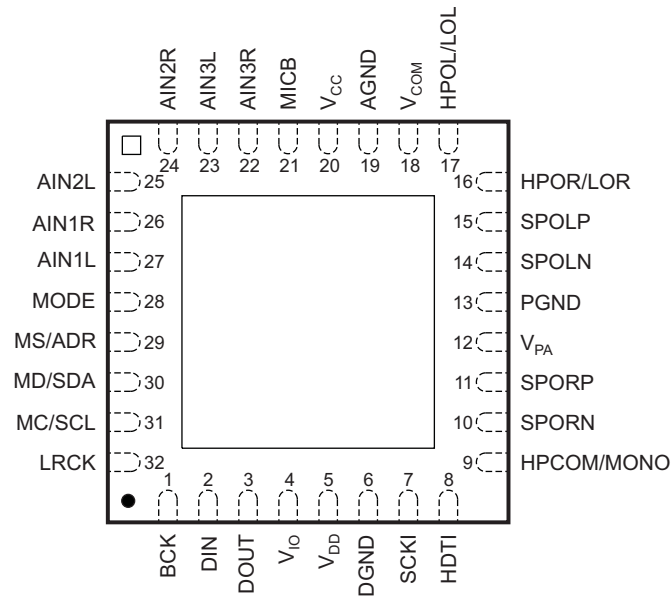 AIN2R AIN3L AIN3R MICB VCC AGND VCOM HPOL/LOL
24 23 22 21 20 19 18 17
AIN2L 25 16 HPOR/LOR
AIN1R 26 15 SPOLP
AIN1L 27 14 SPOLN
MODE 28 13 PGND
MS/ADR 29 12 VPA
MD/SDA 30 11 SPORP
MC/SCL 31 10 SPORN
LRCK 32 9 HPCOM/MONO
1 2 3 4 5 6 7 8
BCK DIN DOUT VIO VDD DGND SCKI HDTI